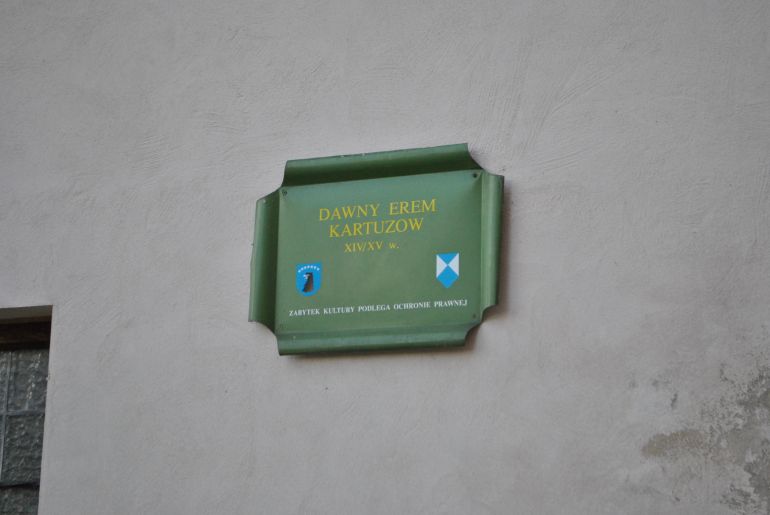 DAWNY EREM
KARTUZOW
XIV/XV w.
ZABYTEK KULTURY PODLEGA OCHRONIE PRAWNEJ